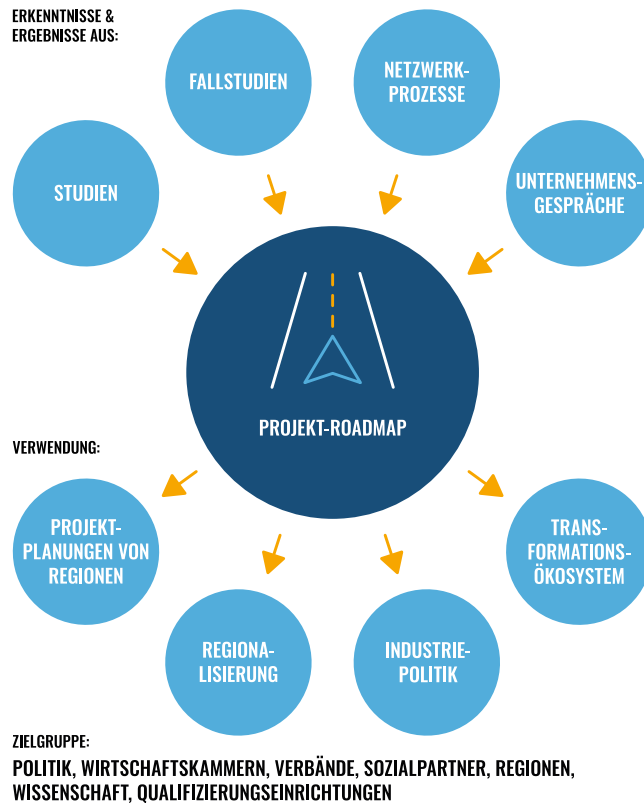 ERKENNTNISSE &
ERGEBNISSE AUS:
FALLSTUDIEN
NETZWERK-
PROZESSE
STUDIEN
UNTERNEHMENS-
GESPRÄCHE
PROJEKT-ROADMAP
VERWENDUNG:
PROJEKT-
PLANUNGEN VON
REGIONEN
TRANS-
FORMATIONS-
ÖKOSYSTEM
REGIONA-
LISIERUNG
INDUSTRIE-
POLITIK
ZIELGRUPPE:
POLITIK, WIRTSCHAFTSKAMMERN, VERBÄNDE, SOZIALPARTNER, REGIONEN,
WISSENSCHAFT, QUALIFIZIERUNGSEINRICHTUNGEN